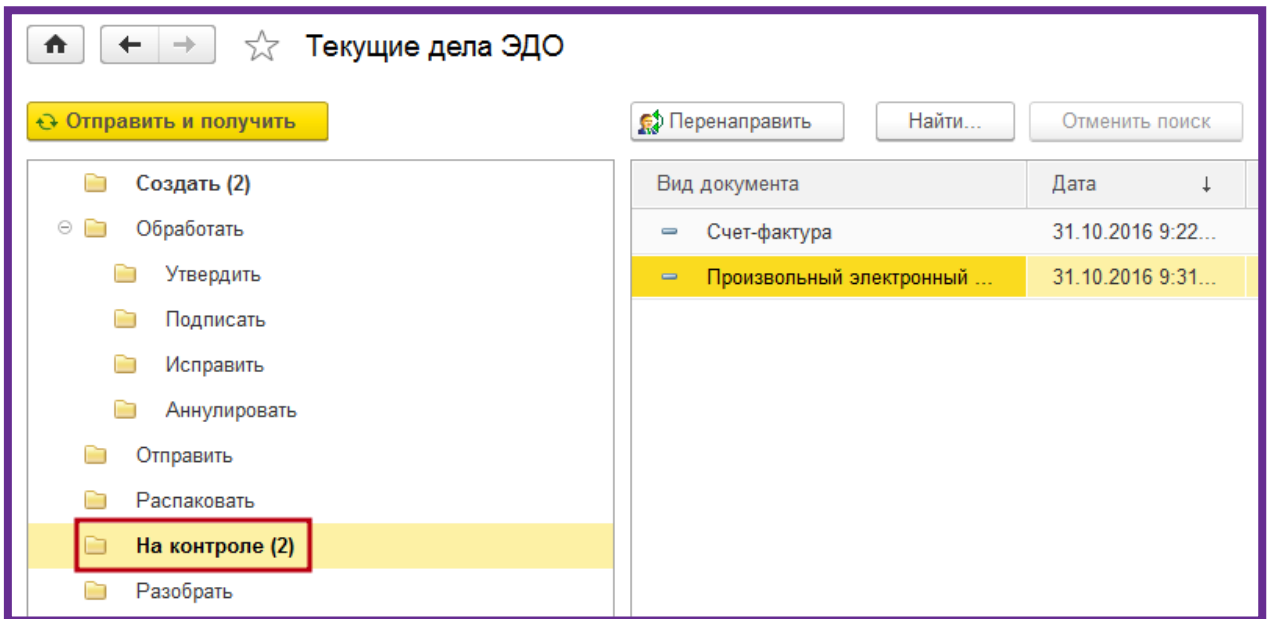 Текущие дела ЭДО
Отправить и получить
Перенаправить Найти... Отменить поиск
Создать (2)
Обработать
Утвердить
Подписать
Исправить
Аннулировать
Отправить
Распаковать
На контроле (2)
Разобрать
Вид документа Дата ↓
Счет-фактура 31.10.2016 9:22...
Произвольный электронный ... 31.10.2016 9:31...